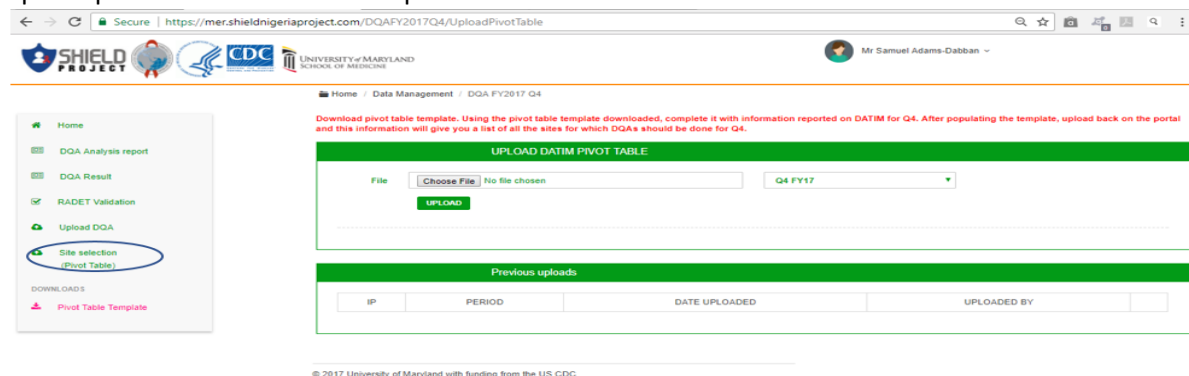 Secure | https://mer.shieldnigeriaproject.com/DQAFY2017Q4/UploadPivotTable
SHIELD
PROJECT
CDC
UNIVERSITY of MARYLAND
SCHOOL OF MEDICINE
Mr Samuel Adams-Dabban
Home / Data Management / DQA FY2017 Q4
Download pivot table template. Using the pivot table template downloaded, complete it with information reported on DATIM for Q4. After populating the template, upload back on the portal
and this information will give you a list of all the sites for which DQAs should be done for Q4.
Home
DQA Analysis report
DQA Result
RADET Validation
Upload DQA
Site selection
(Pivot Table)
DOWNLOADS
Pivot Table Template
UPLOAD DATIM PIVOT TABLE
File Choose File No file chosen Q4 FY17
UPLOAD
Previous uploads
IP PERIOD DATE UPLOADED UPLOADED BY
© 2017 University of Maryland with funding from the US CDC